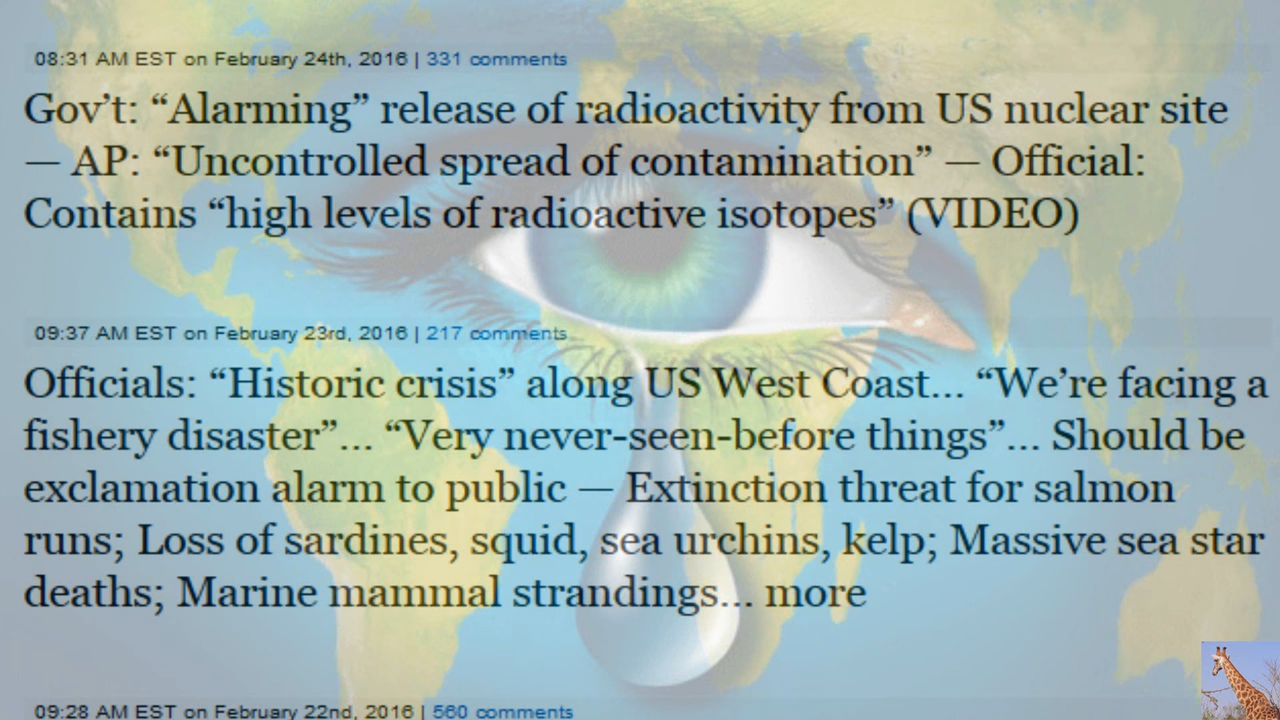 08:31 AM EST on February 24th, 2016 | 331 comments
Gov’t: “Alarming” release of radioactivity from US nuclear site
— AP: “Uncontrolled spread of contamination” — Official:
Contains “high levels of radioactive isotopes” (VIDEO)
09:37 AM EST on February 23rd, 2016 | 217 comments
Officials: “Historic crisis” along US West Coast… “We’re facing a
fishery disaster”… “Very never-seen-before things”… Should be
exclamation alarm to public — Extinction threat for salmon
runs; Loss of sardines, squid, sea urchins, kelp; Massive sea star
deaths; Marine mammal strandings… more
09:28 AM EST on February 22nd, 2016 | 560 comments